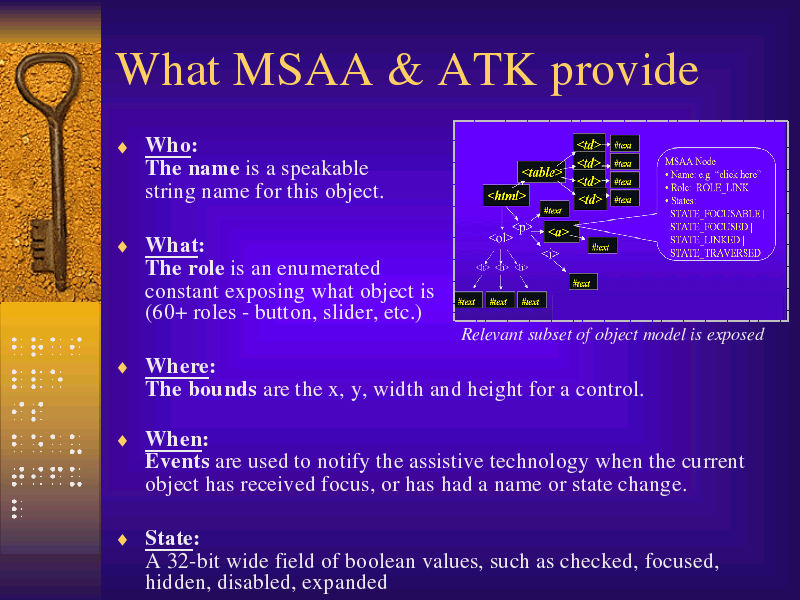 What MSAA & ATK provide
♦ Who:
The name is a speakable
string name for this object.
♦ What:
The role is an enumerated
constant exposing what object is
(60+ roles - button, slider, etc.)
<td> #text
<td> #text
<table>
<td> #text
<html>
<td> #text
#text
<p>
<ol>
<a>
#text
<i>
#text
#text #text #text
MSAA Node
• Name: e.g. “click here”
• Role: ROLE_LINK
• States:
STATE_FOCUSABLE |
STATE_FOCUSED |
STATE_LINKED |
STATE_TRAVERSED
Relevant subset of object model is exposed
♦ Where:
The bounds are the x, y, width and height for a control.
♦ When:
Events are used to notify the assistive technology when the current
object has received focus, or has had a name or state change.
♦ State:
A 32-bit wide field of boolean values, such as checked, focused,
hidden, disabled, expanded